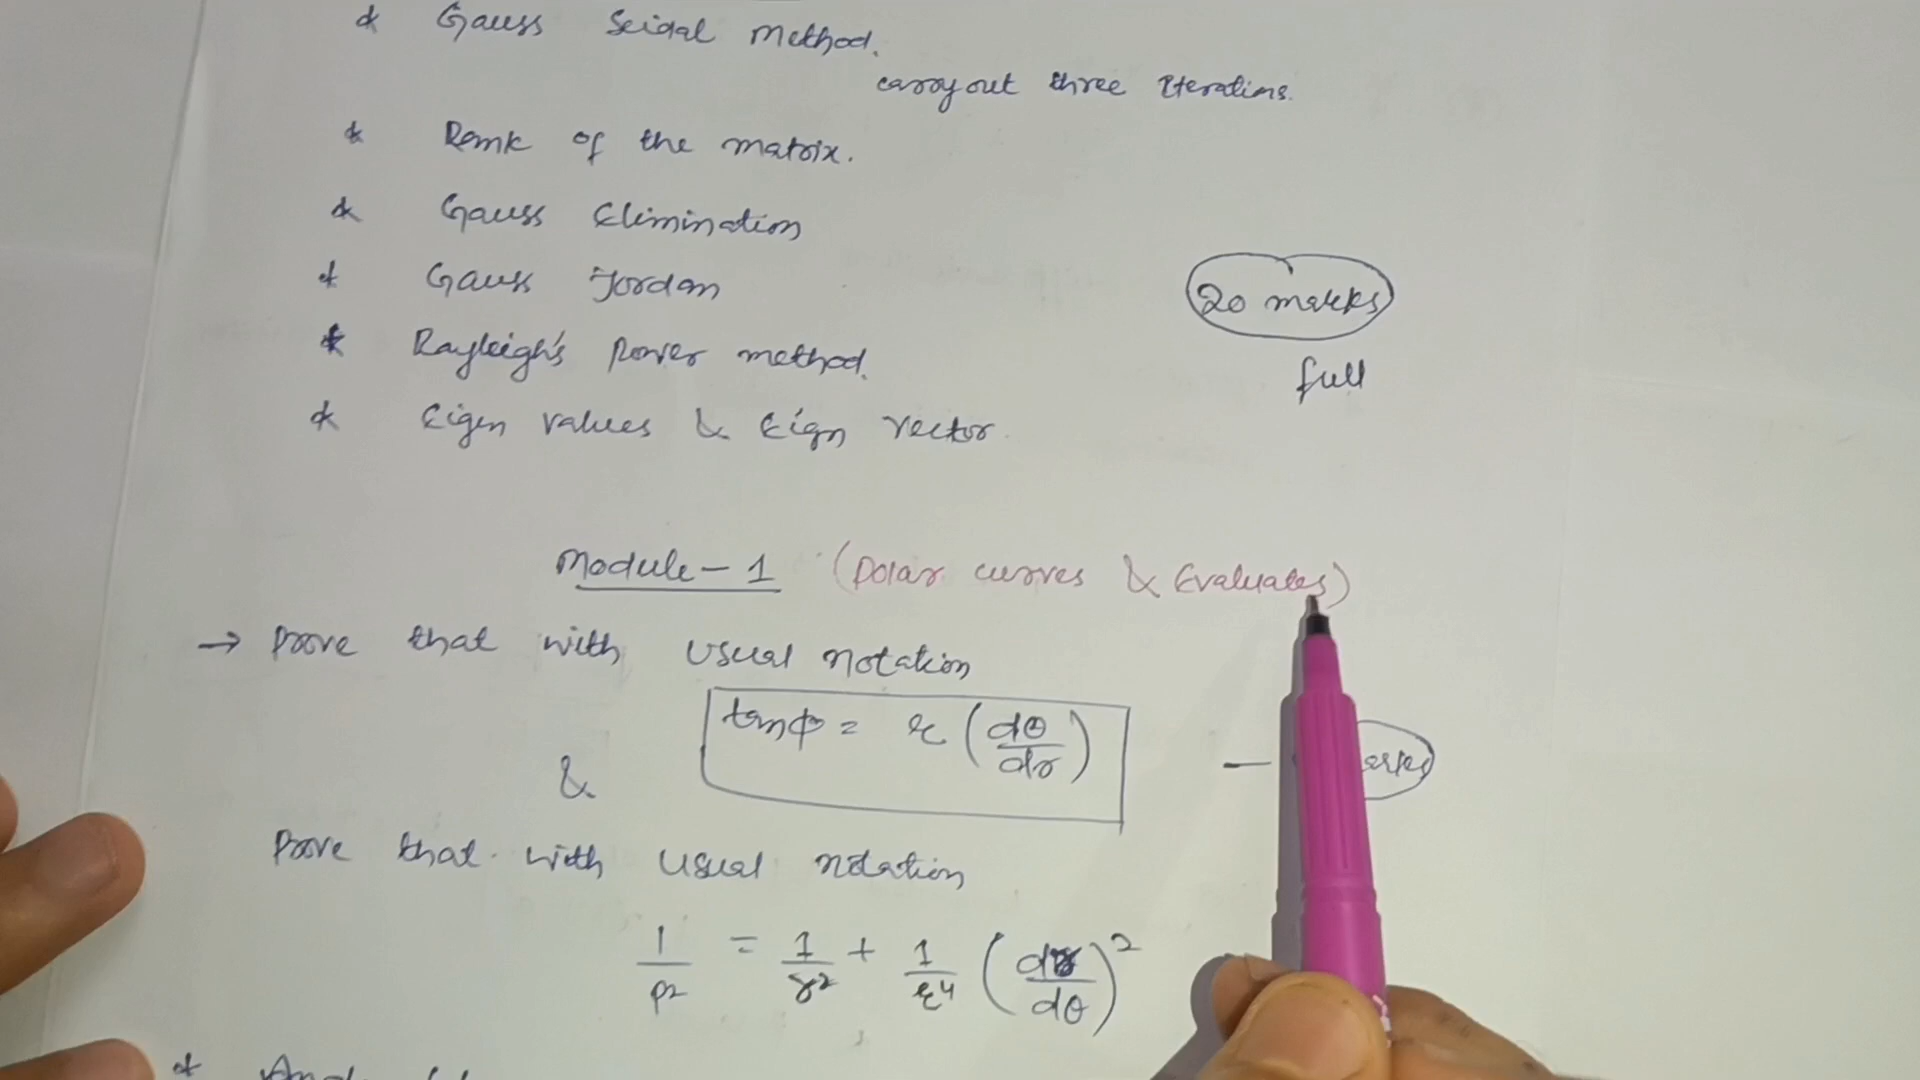 * Gauss Seidal Method.
carryout three Iterations.
* Rank of the matrix.
* Gauss Elimination
* Gauss Jordan
* Rayleigh's Power method.
* Eigen values & Eign vector.
20 marks
full
Module-1 (Polar curves & Evaluates)
→ Prove that with usual notation
tanφ = r (dθ/dr)
&
Prove that with usual notation
1/p2 = 1/r2 + 1/r4 (dr/dθ)2